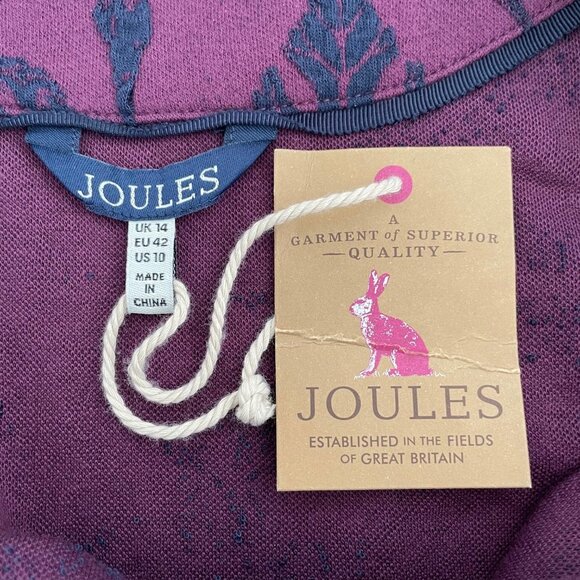 JOULES
UK 14
EU 42
US 10
MADE
IN
CHINA
A
GARMENT of SUPERIOR
QUALITY
JOULES
ESTABLISHED IN THE FIELDS
OF GREAT BRITAIN